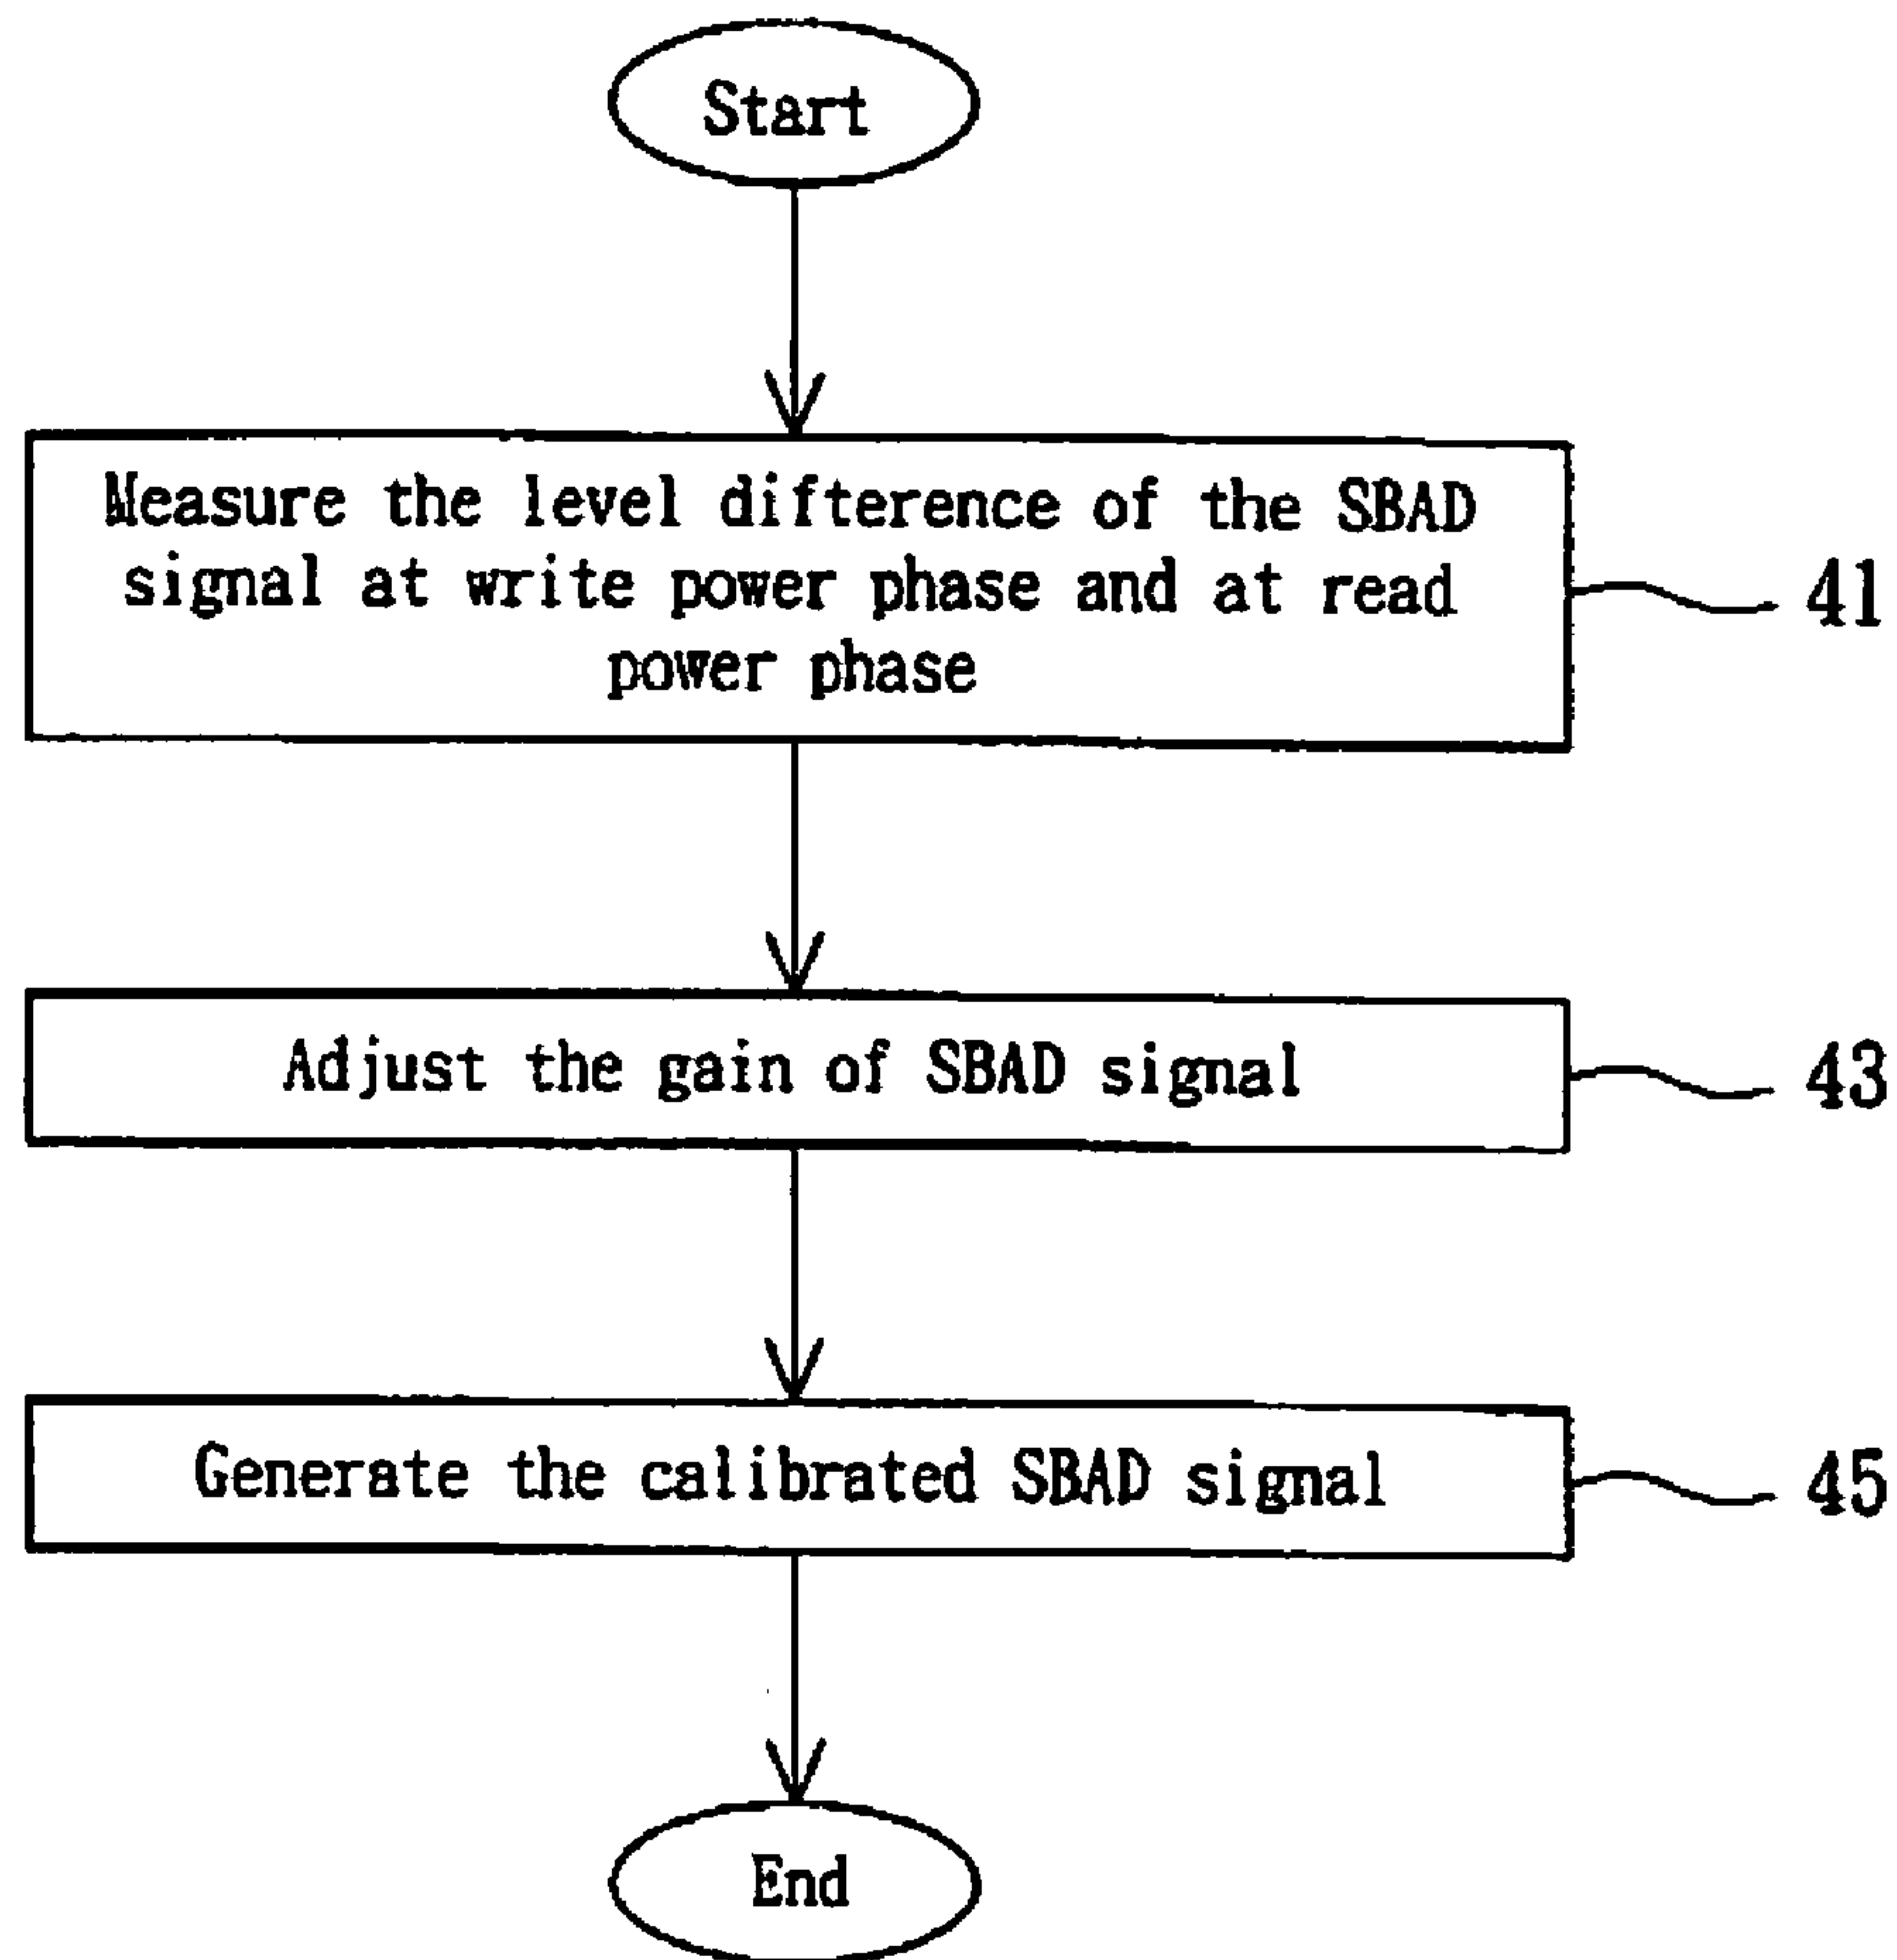 Start
Measure the level difference of the SBAD
signal at write power phase and at read
power phase
41
Adjust the gain of SBAD signal
43
Generate the calibrated SBAD signal
45
End